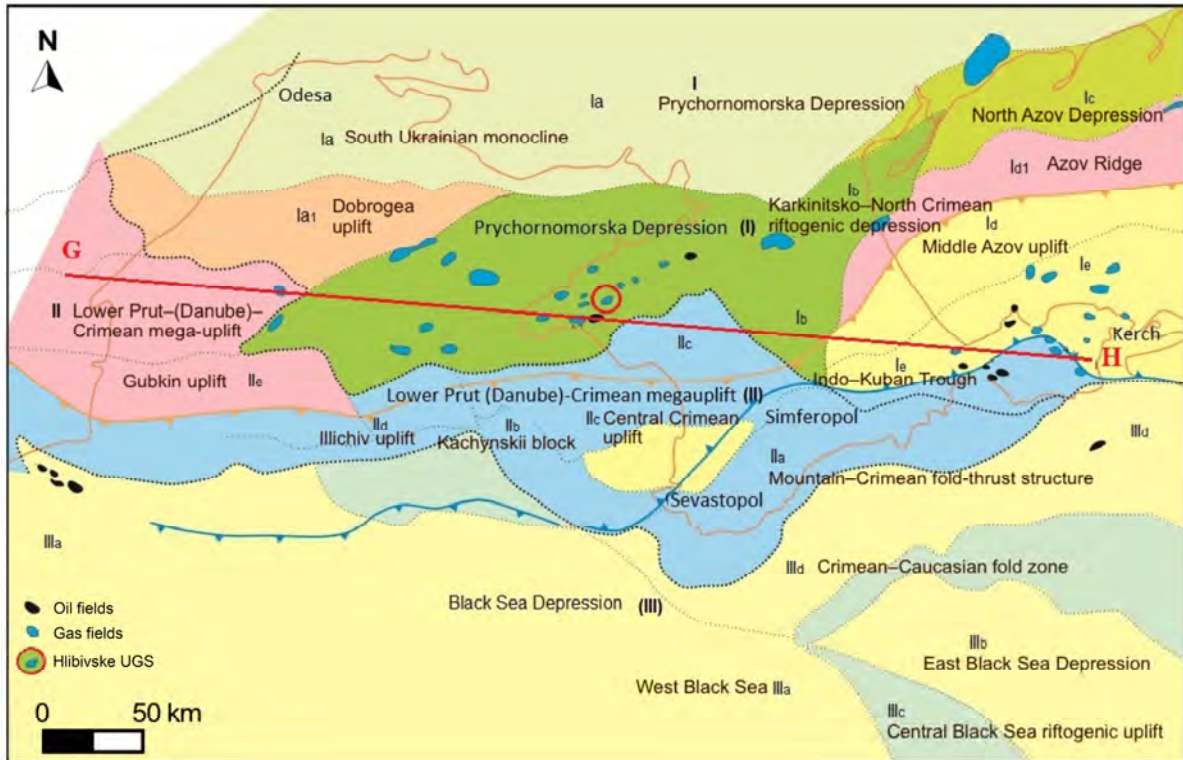 N
Odesa
I
Prychornomorska Depression
Ia
Ia South Ukrainian monocline
Ic
North Azov Depression
Id1 Azov Ridge
Ia1 Dobrogea
uplift
Ib
Karkinitsko–North Crimean
riftogenic depression
Prychornomorska Depression (I)
Id
Middle Azov uplift
Ie
G
II Lower Prut–(Danube)–
Crimean mega-uplift
Ib
IIc
Kerch
H
Gubkin uplift IIe
Ie
Indo–Kuban Trough
Lower Prut (Danube)-Crimean megauplift (II)
IId
Illichiv uplift
IIb
Kachynskii block
IIc Central Crimean
uplift
Simferopol
IIa
Mountain–Crimean fold-thrust structure
IIId
Sevastopol
IIIa
IIId Crimean–Caucasian fold zone
Black Sea Depression (III)
Oil fields
Gas fields
Hlibivske UGS
IIIb
East Black Sea Depression
West Black Sea IIIa
IIIc
Central Black Sea riftogenic uplift
0 50 km